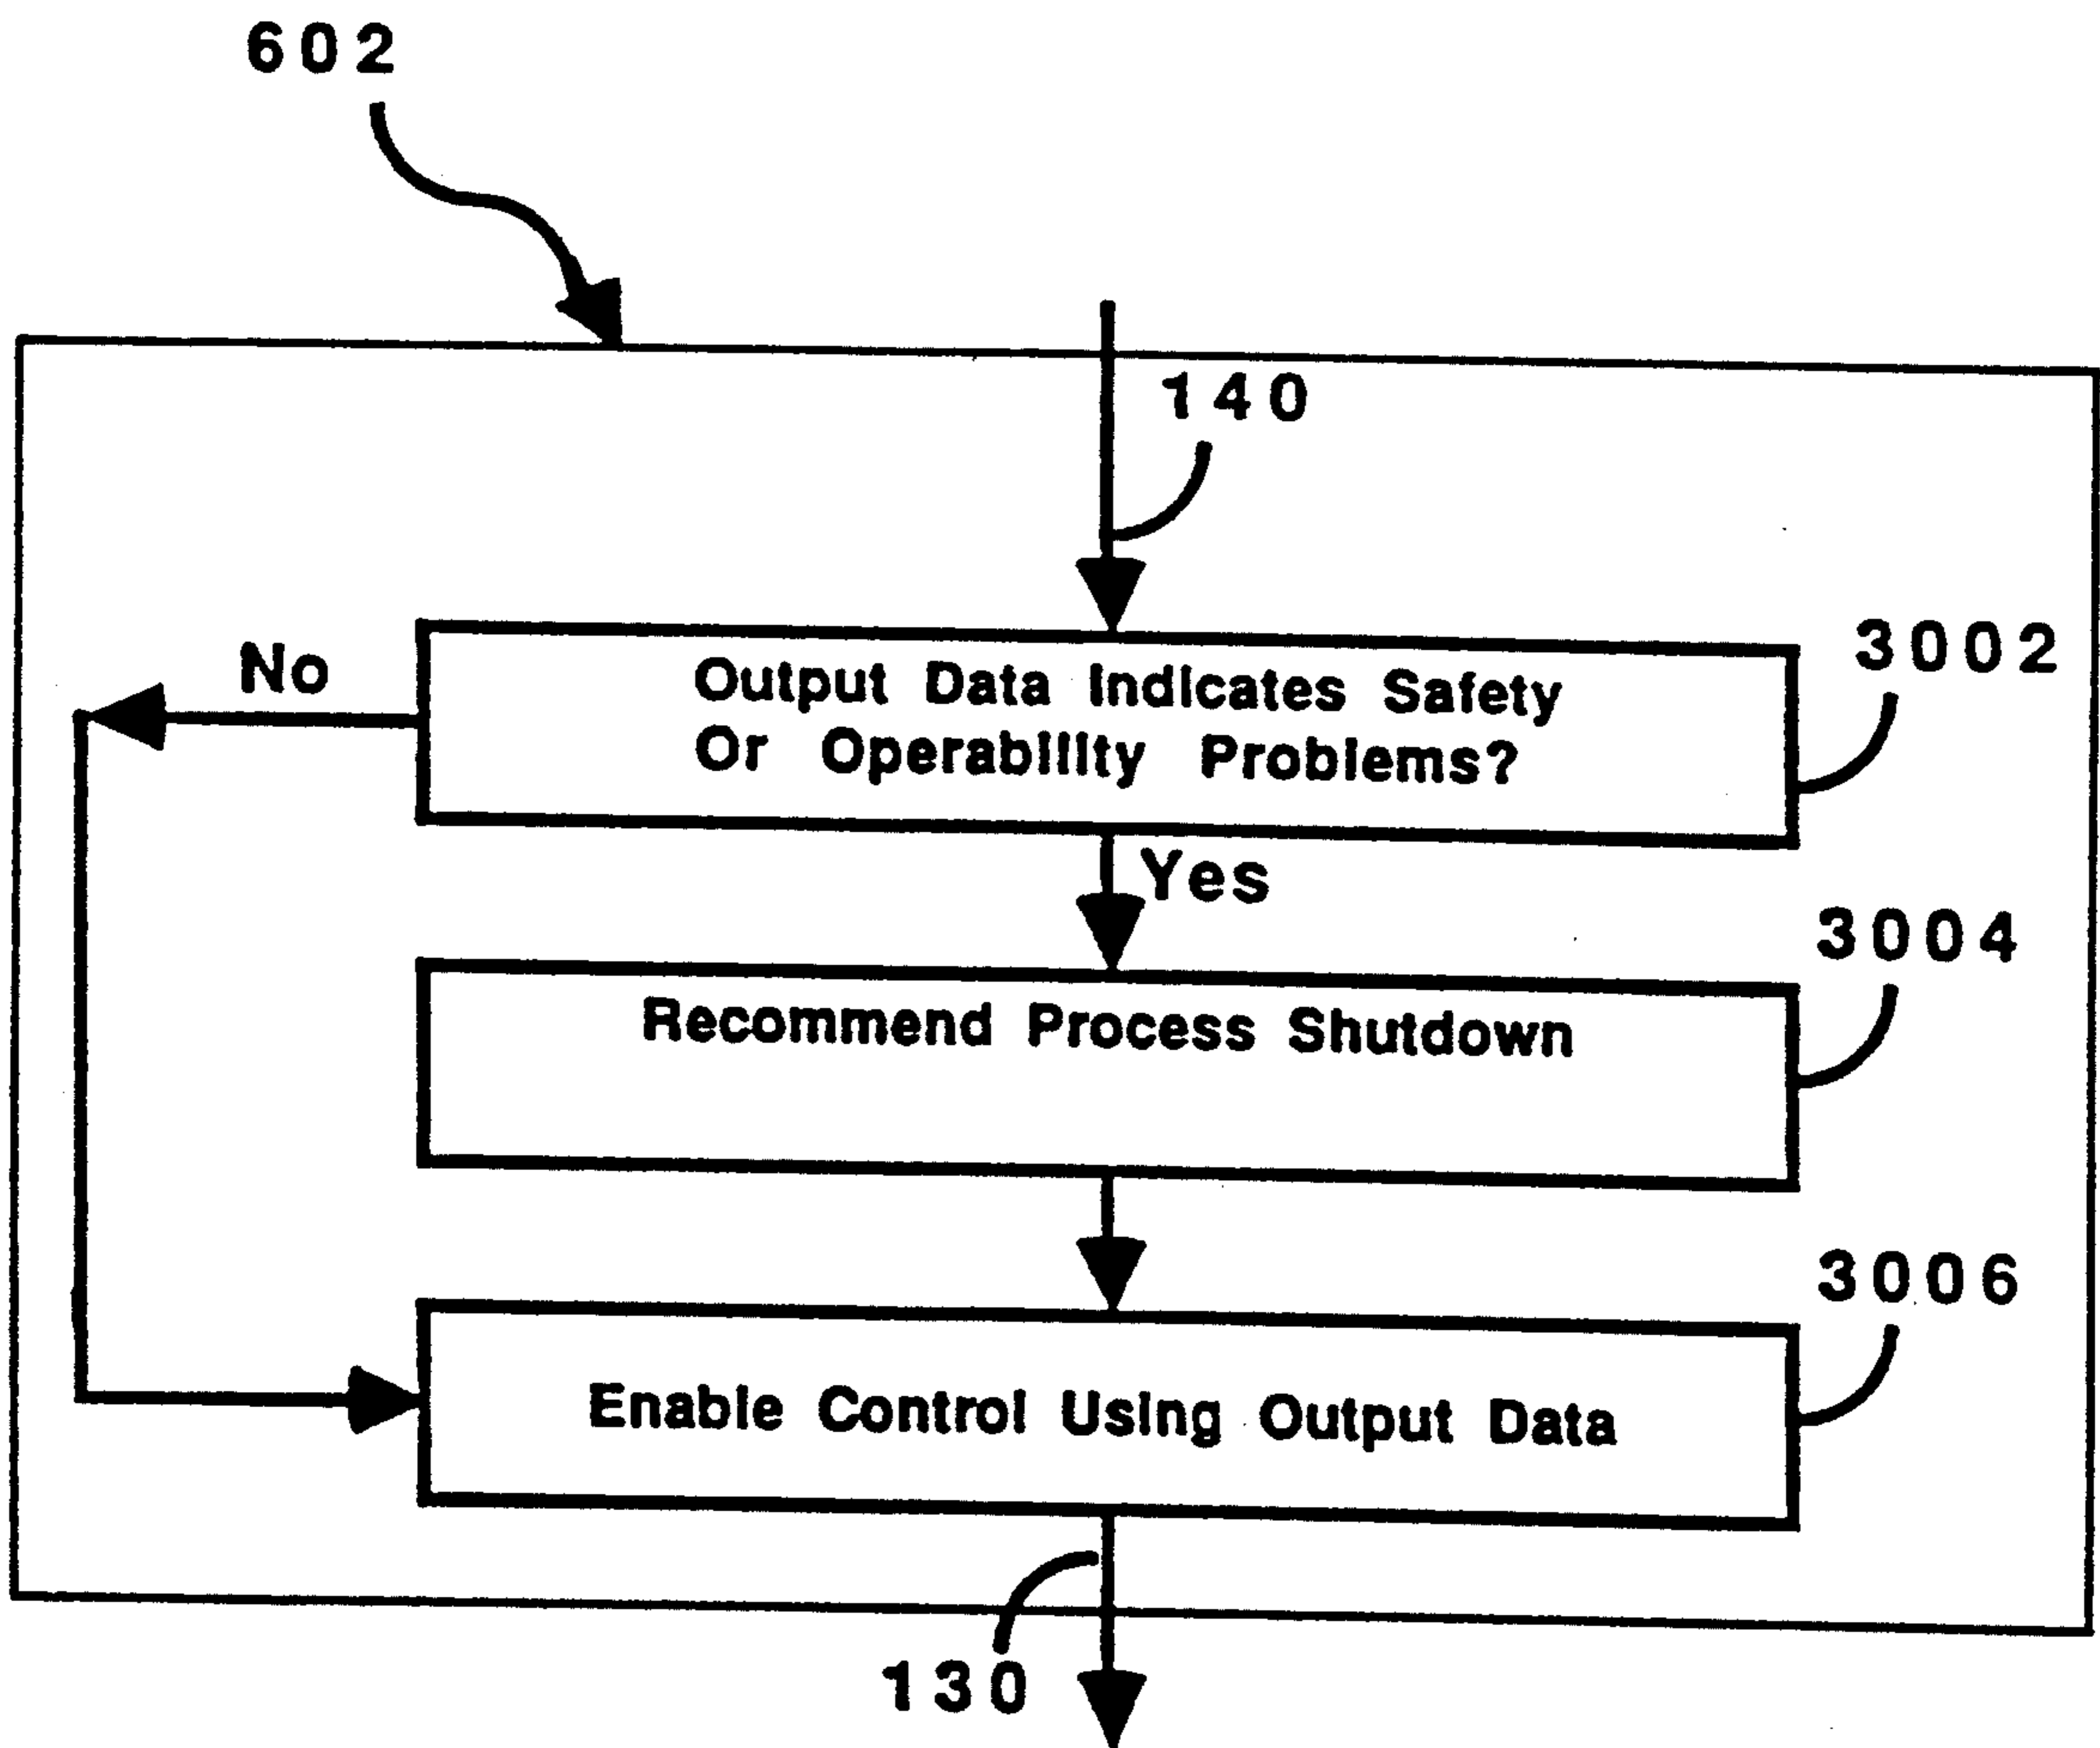 602
140
No
Output Data Indicates Safety
Or Operability Problems?
3002
Yes
3004
Recommend Process Shutdown
3006
Enable Control Using Output Data
130